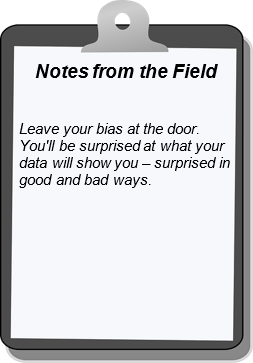 Notes from the Field
Leave your bias at the door.
You'll be surprised at what your
data will show you – surprised in
good and bad ways.